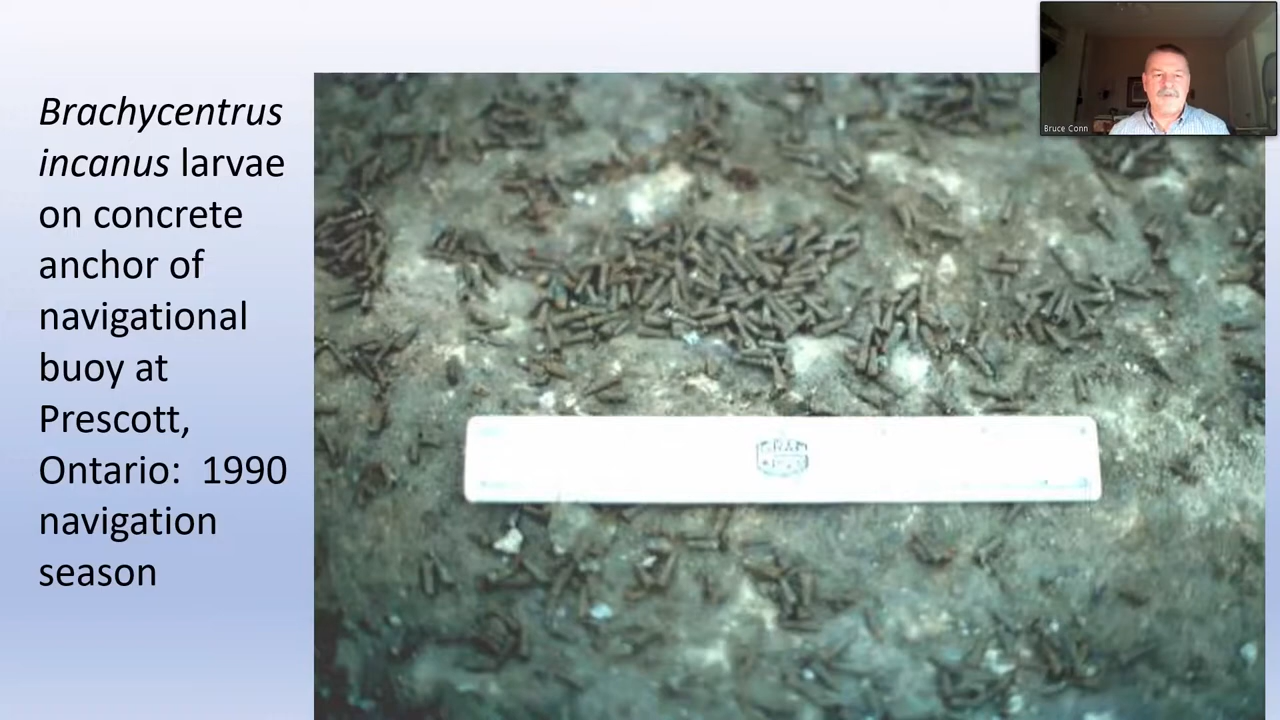 Brachycentrus
incanus larvae
on concrete
anchor of
navigational
buoy at
Prescott,
Ontario:  1990
navigation
season
Bruce Conn